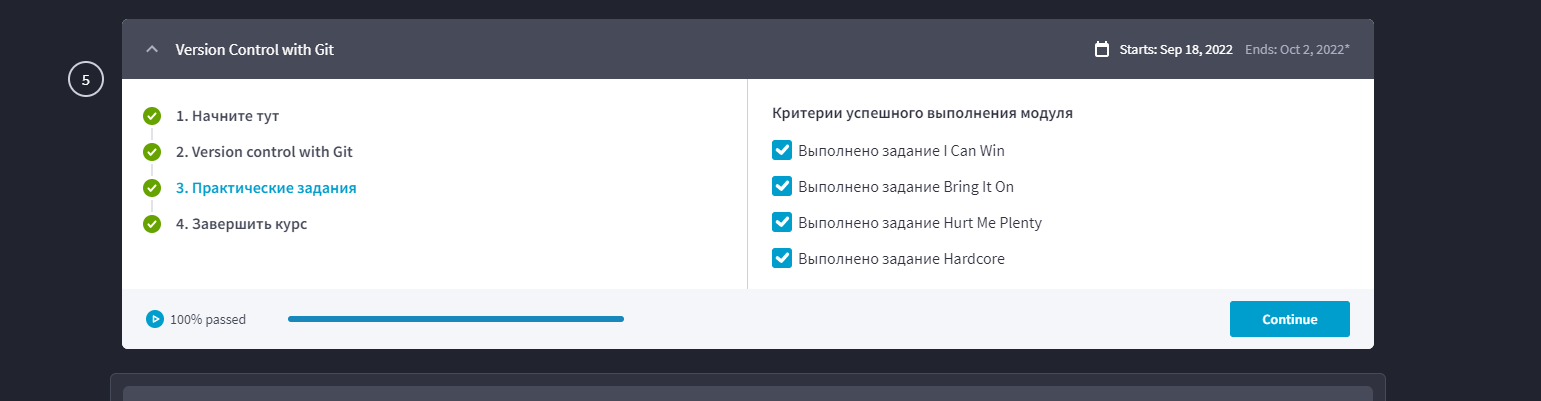 Version Control with Git
Starts: Sep 18, 2022 Ends: Oct 2, 2022*
5
1. Начните тут
2. Version control with Git
3. Практические задания
4. Завершить курс
Критерии успешного выполнения модуля
Выполнено задание I Can Win
Выполнено задание Bring It On
Выполнено задание Hurt Me Plenty
Выполнено задание Hardcore
100% passed
Continue